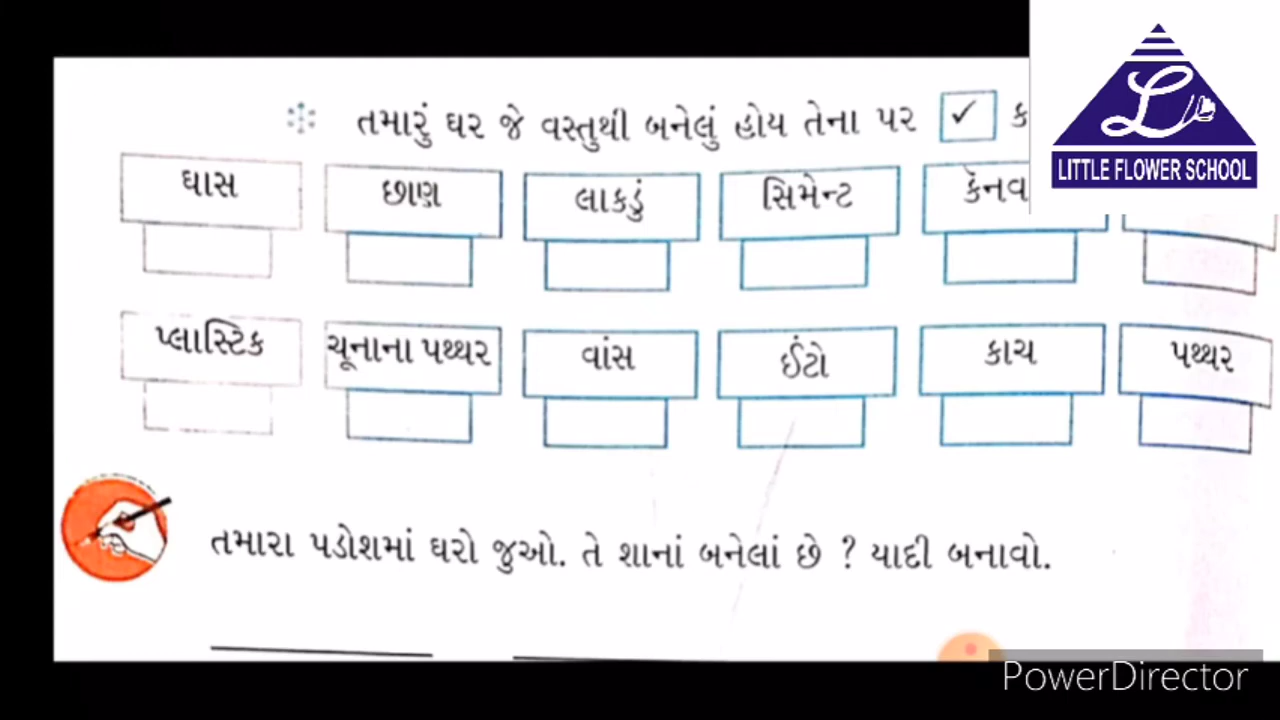 તમારું ઘર જે વસ્તુથી બનેલું હોય તેના પર ✓
LITTLE FLOWER SCHOOL
ઘાસ છાણ લાકડું સિમેન્ટ
પ્લાસ્ટિક ચૂનાના પથ્થર વાંસ ઈંટો કાચ પથ્થર
તમારા પડોશમાં ઘરો જુઓ. તે શાનાં બનેલાં છે ? યાદી બનાવો.
PowerDirector